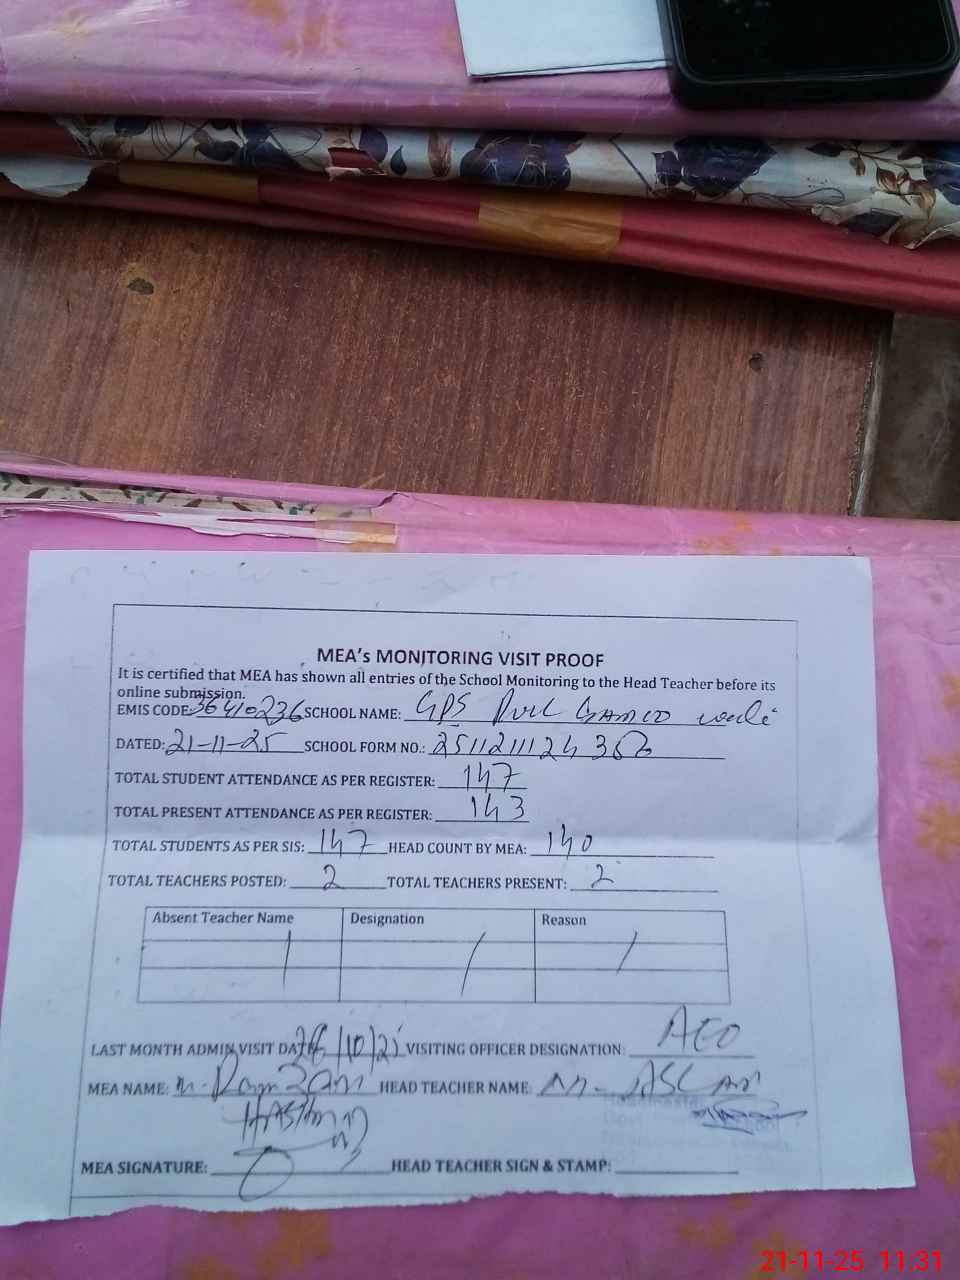 MEA's MONITORING VISIT PROOF
It is certified that MEA has shown all entries of the School Monitoring to the Head Teacher before its
online submission.
EMIS CODE: 36410236 SCHOOL NAME: GPS
DATED: 21-11-25 SCHOOL FORM NO.:
TOTAL STUDENT ATTENDANCE AS PER REGISTER: 147
TOTAL PRESENT ATTENDANCE AS PER REGISTER: 143
TOTAL STUDENTS AS PER SIS: 147 HEAD COUNT BY MEA: 140
TOTAL TEACHERS POSTED: 2 TOTAL TEACHERS PRESENT: 2
Absent Teacher Name Designation Reason
LAST MONTH ADMIN VISIT DATE VISITING OFFICER DESIGNATION: AEO
MEA NAME: HEAD TEACHER NAME:
MEA SIGNATURE: HEAD TEACHER SIGN & STAMP:
21-11-25 11:31